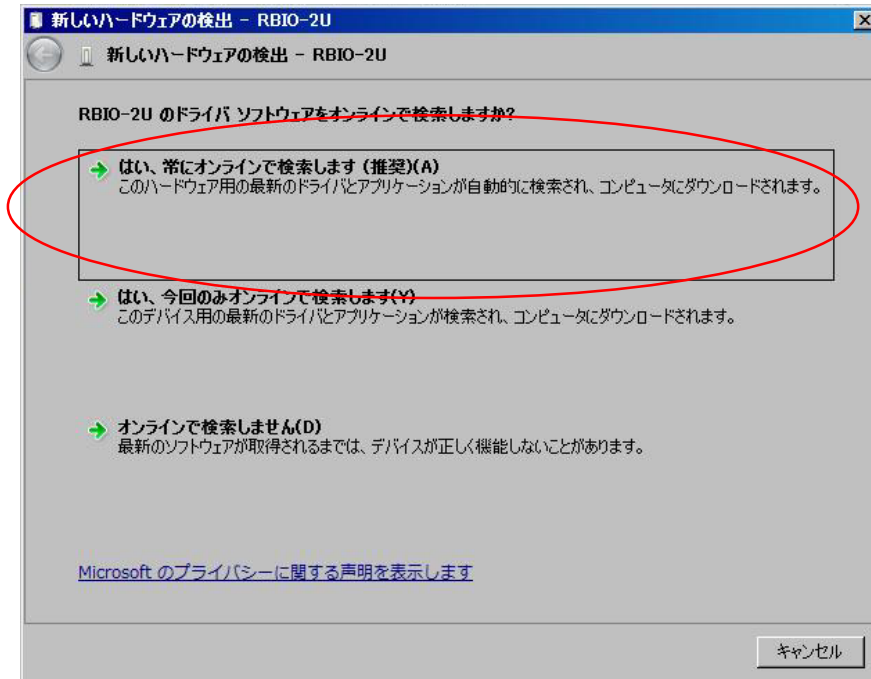 新しいハードウェアの検出 - RBIO-2U
新しいハードウェアの検出 - RBIO-2U
RBIO-2U のドライバ ソフトウェアをオンラインで検索しますか?
はい、常にオンラインで検索します (推奨)(A)
このハードウェア用の最新のドライバとアプリケーションが自動的に検索され、コンピュータにダウンロードされます。
はい、今回のみオンラインで検索します(Y)
このデバイス用の最新のドライバとアプリケーションが検索され、コンピュータにダウンロードされます。
オンラインで検索しません(D)
最新のソフトウェアが取得されるまでは、デバイスが正しく機能しないことがあります。
Microsoft のプライバシーに関する声明を表示します
キャンセル